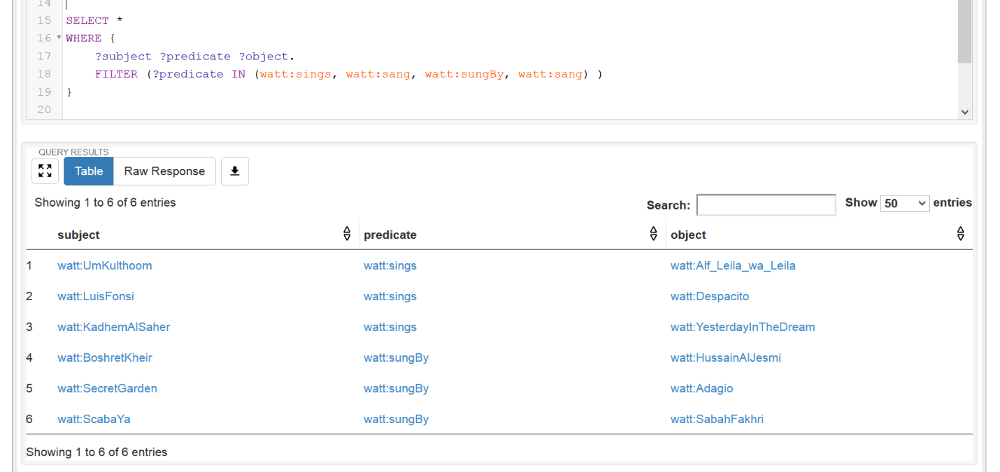 14
15 SELECT *
16 WHERE {
17 ?subject ?predicate ?object.
18 FILTER (?predicate IN (watt:sings, watt:sang, watt:sungBy, watt:sang) )
19 }
20
QUERY RESULTS
Table Raw Response
Showing 1 to 6 of 6 entries Search: Show 50 entries
subject predicate object
1 watt:UmKulthoom watt:sings watt:Alf_Leila_wa_Leila
2 watt:LuisFonsi watt:sings watt:Despacito
3 watt:KadhemAlSaher watt:sings watt:YesterdayInTheDream
4 watt:BoshretKheir watt:sungBy watt:HussainAlJesmi
5 watt:SecretGarden watt:sungBy watt:Adagio
6 watt:ScabaYa watt:sungBy watt:SabahFakhri
Showing 1 to 6 of 6 entries